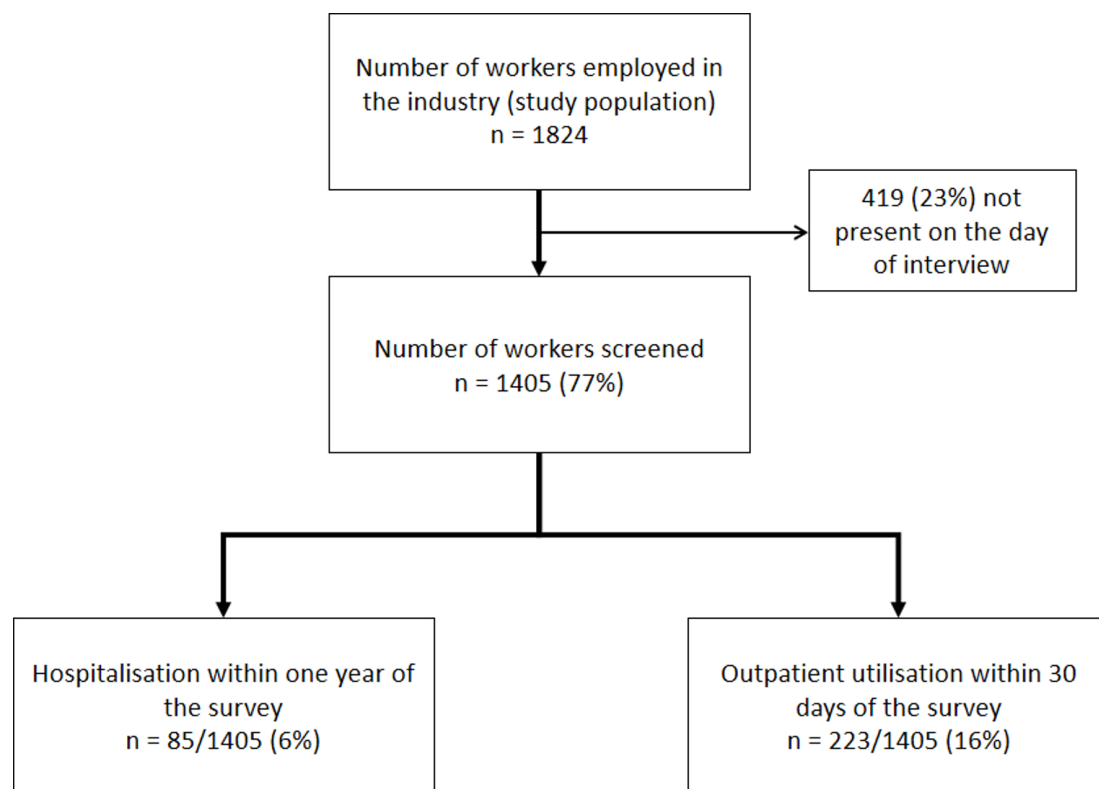 Number of workers employed in
the industry (study population)
n = 1824
419 (23%) not
present on the day
of interview
Number of workers screened
n = 1405 (77%)
Hospitalisation within one year of
the survey
n = 85/1405 (6%)
Outpatient utilisation within 30
days of the survey
n = 223/1405 (16%)